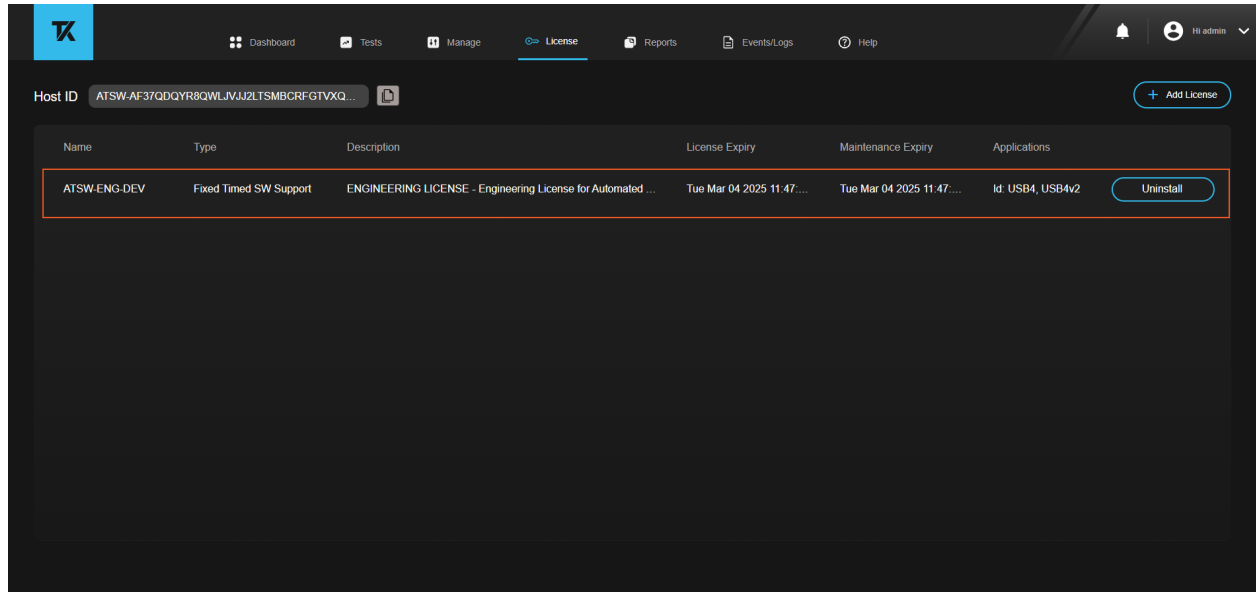 TK
Dashboard Tests Manage License Reports Events/Logs Help Hi admin
Host ID ATSW-AF37QDQYR8QWLJVJJ2LTSMBCRFGTVXQ... + Add License
Name Type Description License Expiry Maintenance Expiry Applications
ATSW-ENG-DEV Fixed Timed SW Support ENGINEERING LICENSE - Engineering License for Automated ... Tue Mar 04 2025 11:47:... Tue Mar 04 2025 11:47:... Id: USB4, USB4v2 Uninstall